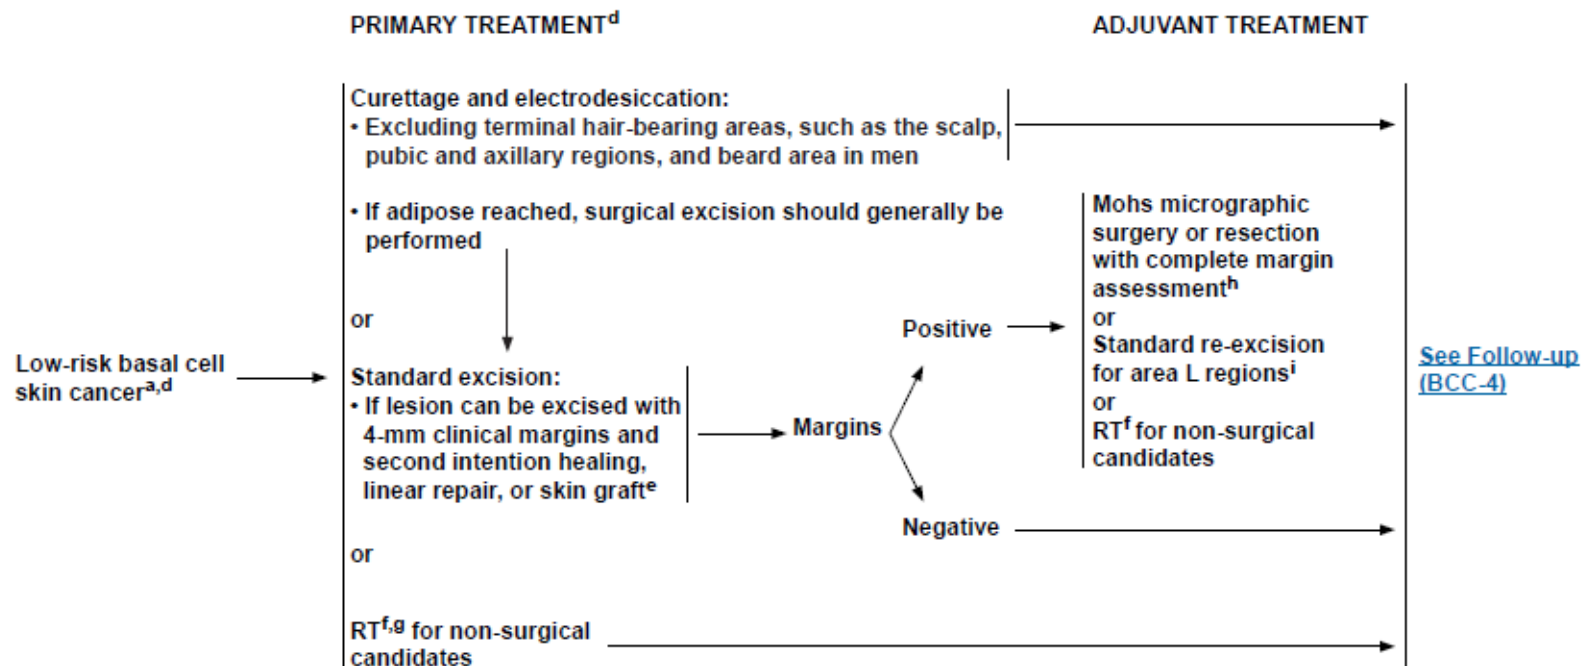 PRIMARY TREATMENTᵈ
ADJUVANT TREATMENT
Curettage and electrodesiccation:
• Excluding terminal hair-bearing areas, such as the scalp,
pubic and axillary regions, and beard area in men
• If adipose reached, surgical excision should generally be
performed
or
Low-risk basal cell
skin cancerᵃ,ᵈ
Standard excision:
• If lesion can be excised with
4-mm clinical margins and
second intention healing,
linear repair, or skin graftᵉ
or
RTᶠ,ᵍ for non-surgical
candidates
Margins
Positive
Negative
Mohs micrographic
surgery or resection
with complete margin
assessmentʰ
or
Standard re-excision
for area L regionsⁱ
or
RTᶠ for non-surgical
candidates
See Follow-up
(BCC-4)